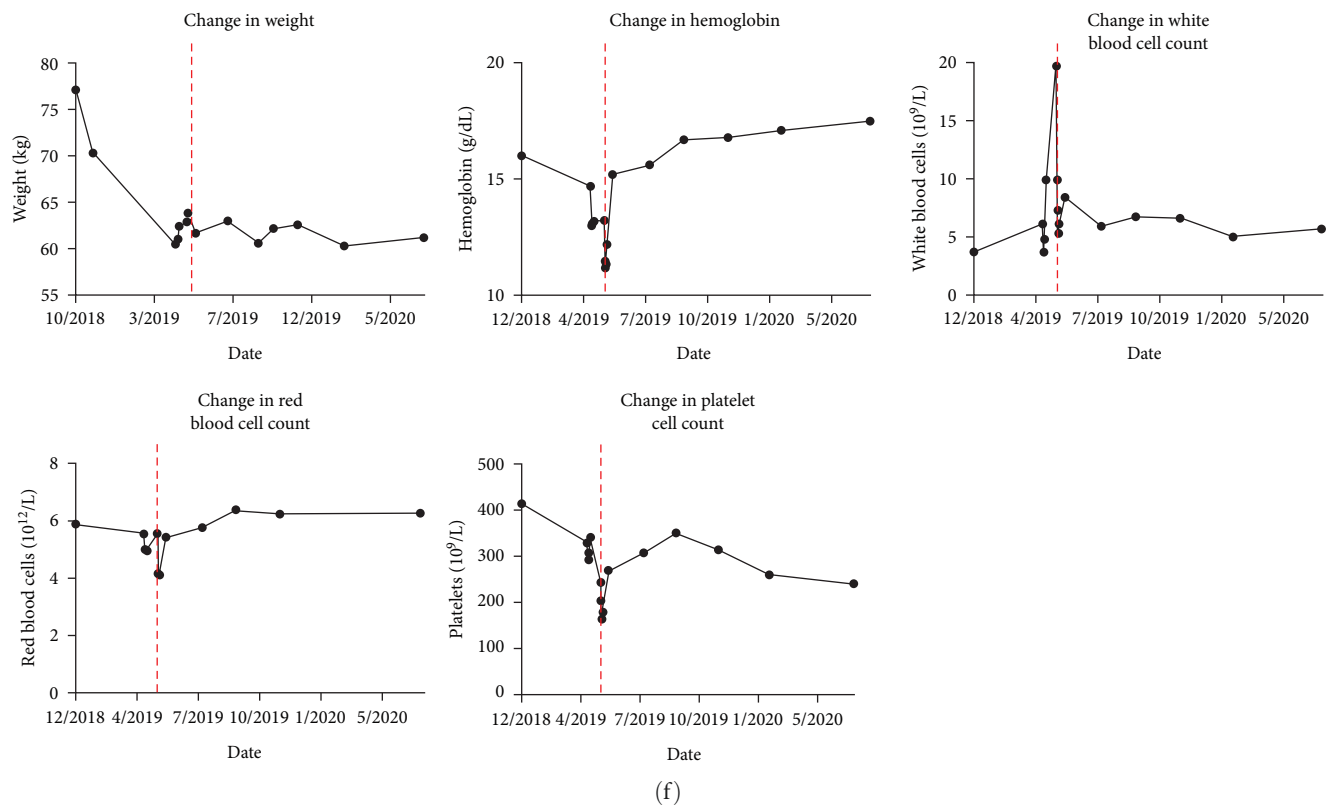 Change in weight
Weight (kg)
80
75
70
65
60
55
10/2018 3/2019 7/2019 12/2019 5/2020
Date
Change in hemoglobin
Hemoglobin (g/dL)
20
15
10
12/2018 4/2019 7/2019 10/2019 1/2020 5/2020
Date
Change in white
blood cell count
White blood cells (10⁹/L)
20
15
10
5
0
12/2018 4/2019 7/2019 10/2019 1/2020 5/2020
Date
Change in red
blood cell count
Red blood cells (10¹²/L)
8
6
4
2
0
12/2018 4/2019 7/2019 10/2019 1/2020 5/2020
Date
Change in platelet
cell count
Platelets (10⁹/L)
500
400
300
200
100
0
12/2018 4/2019 7/2019 10/2019 1/2020 5/2020
Date
(f)